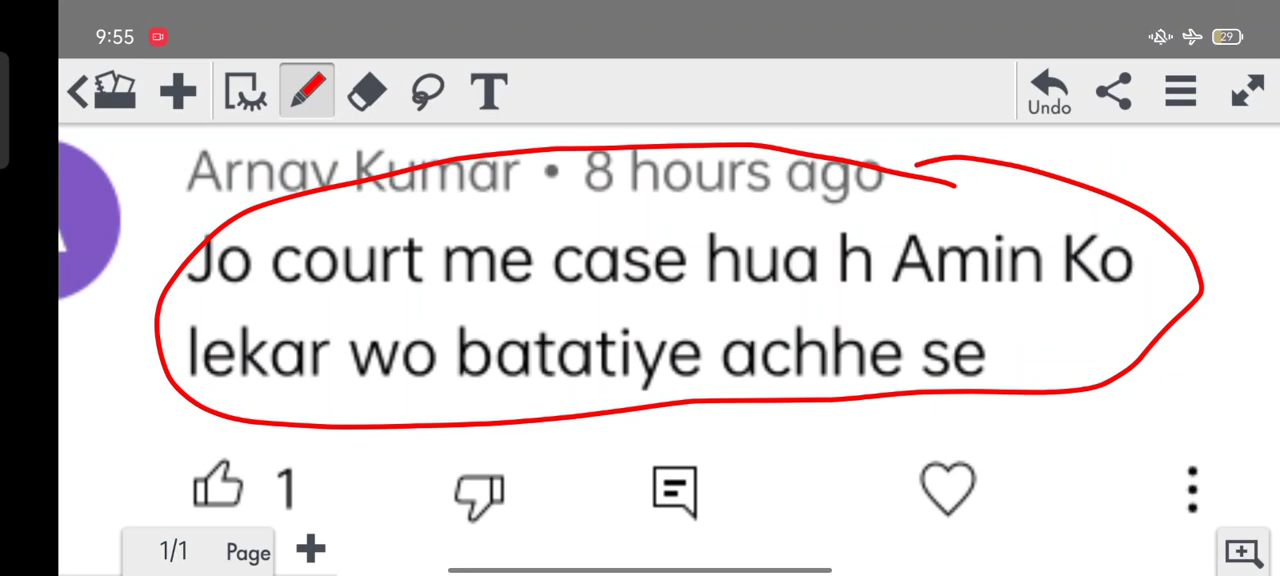 9:55
29
T
Undo
Arnav Kumar • 8 hours ago
Jo court me case hua h Amin Ko
lekar wo batatiye achhe se
1
1/1 Page